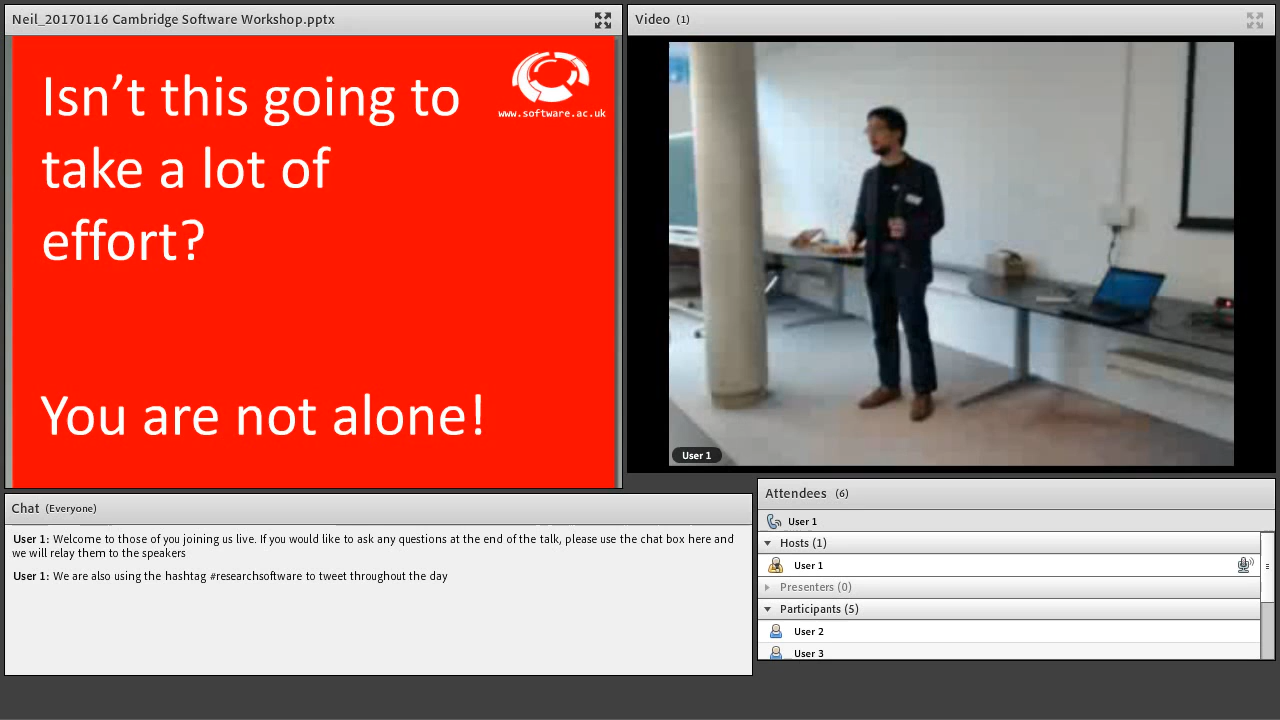 Neil_20170116 Cambridge Software Workshop.pptx
Isn't this going to
take a lot of
effort?
You are not alone!
www.software.ac.uk
Video (1)
User 1
Chat (Everyone)
User 1: Welcome to those of you joining us live. If you would like to ask any questions at the end of the talk, please use the chat box here and
we will relay them to the speakers
User 1: We are also using the hashtag #researchsoftware to tweet throughout the day
Attendees (6)
User 1
Hosts (1)
User 1
Presenters (0)
Participants (5)
User 2
User 3